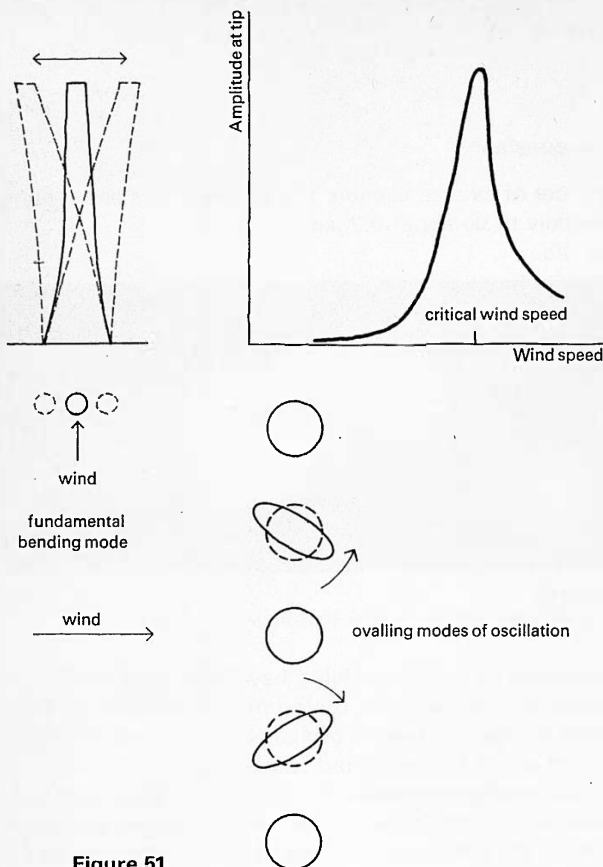 Amplitude at tip
critical wind speed
Wind speed
wind
fundamental
bending mode
wind
ovalling modes of oscillation
Figure 51